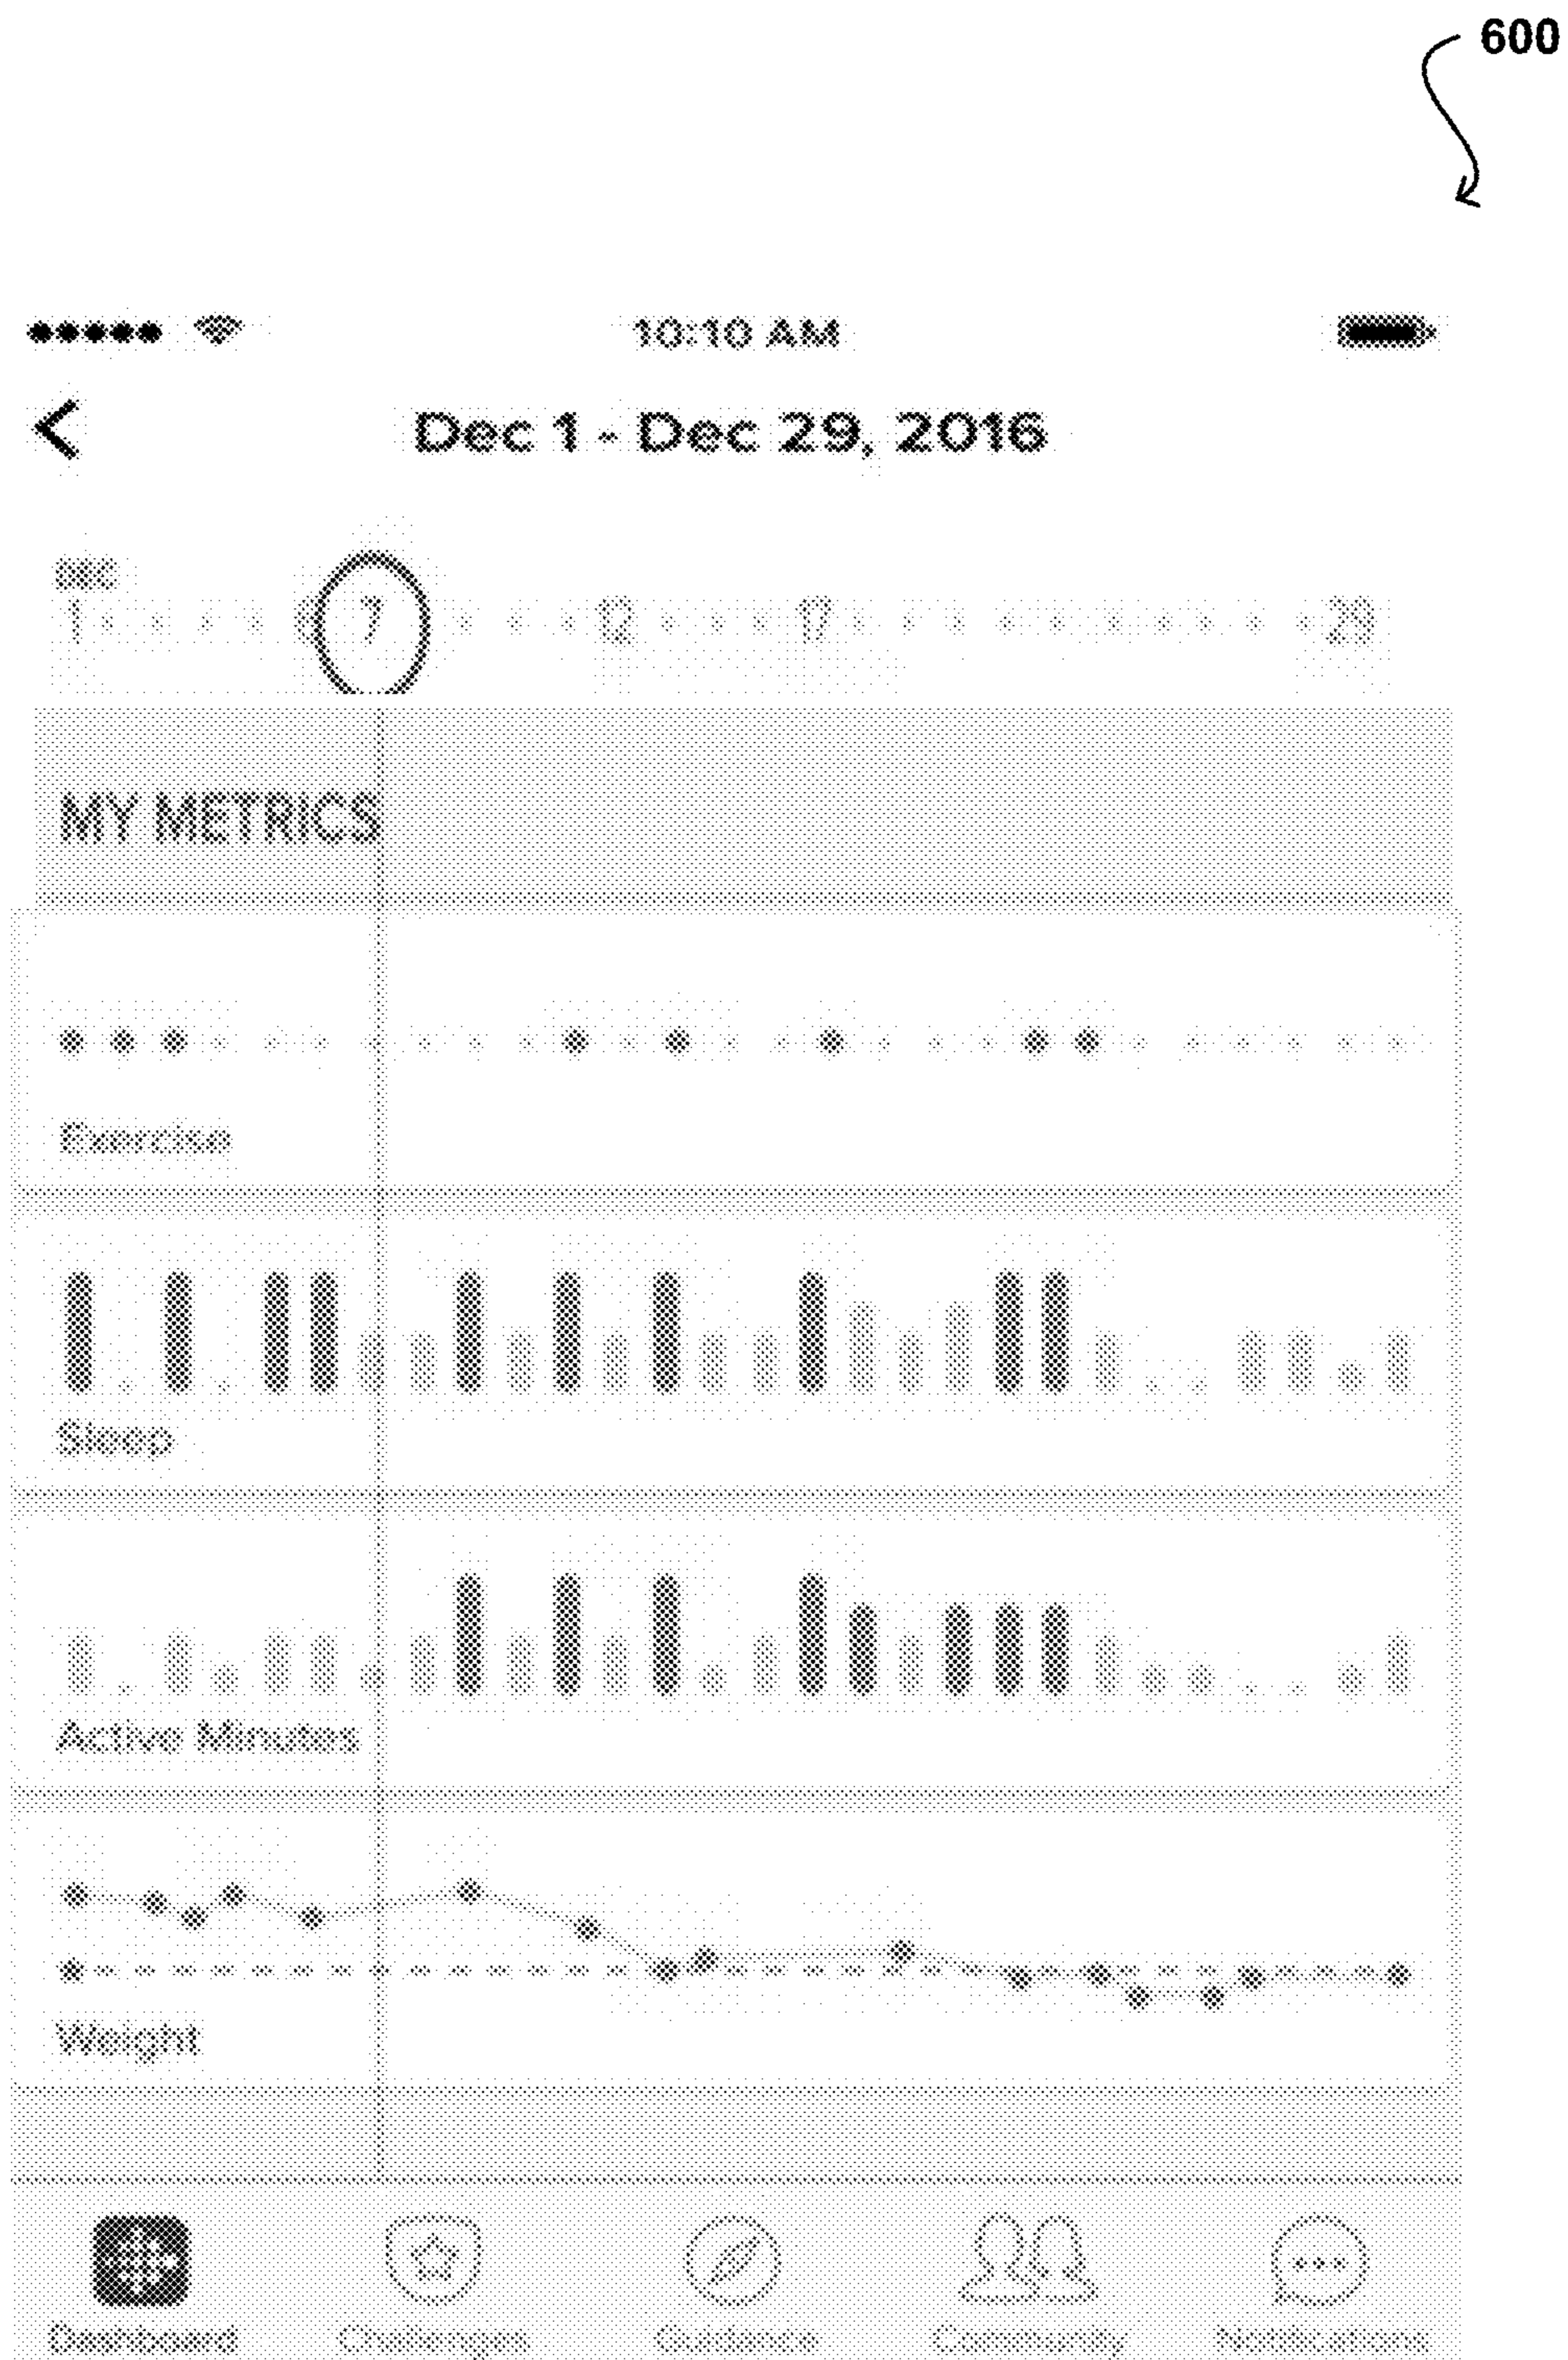 600
10:10 AM
Dec 1 - Dec 29, 2016
DEC
1 7 12 17 29
MY METRICS
Exercise
Sleep
Active Minutes
Weight
Dashboard Challenges Guidance Community Notifications